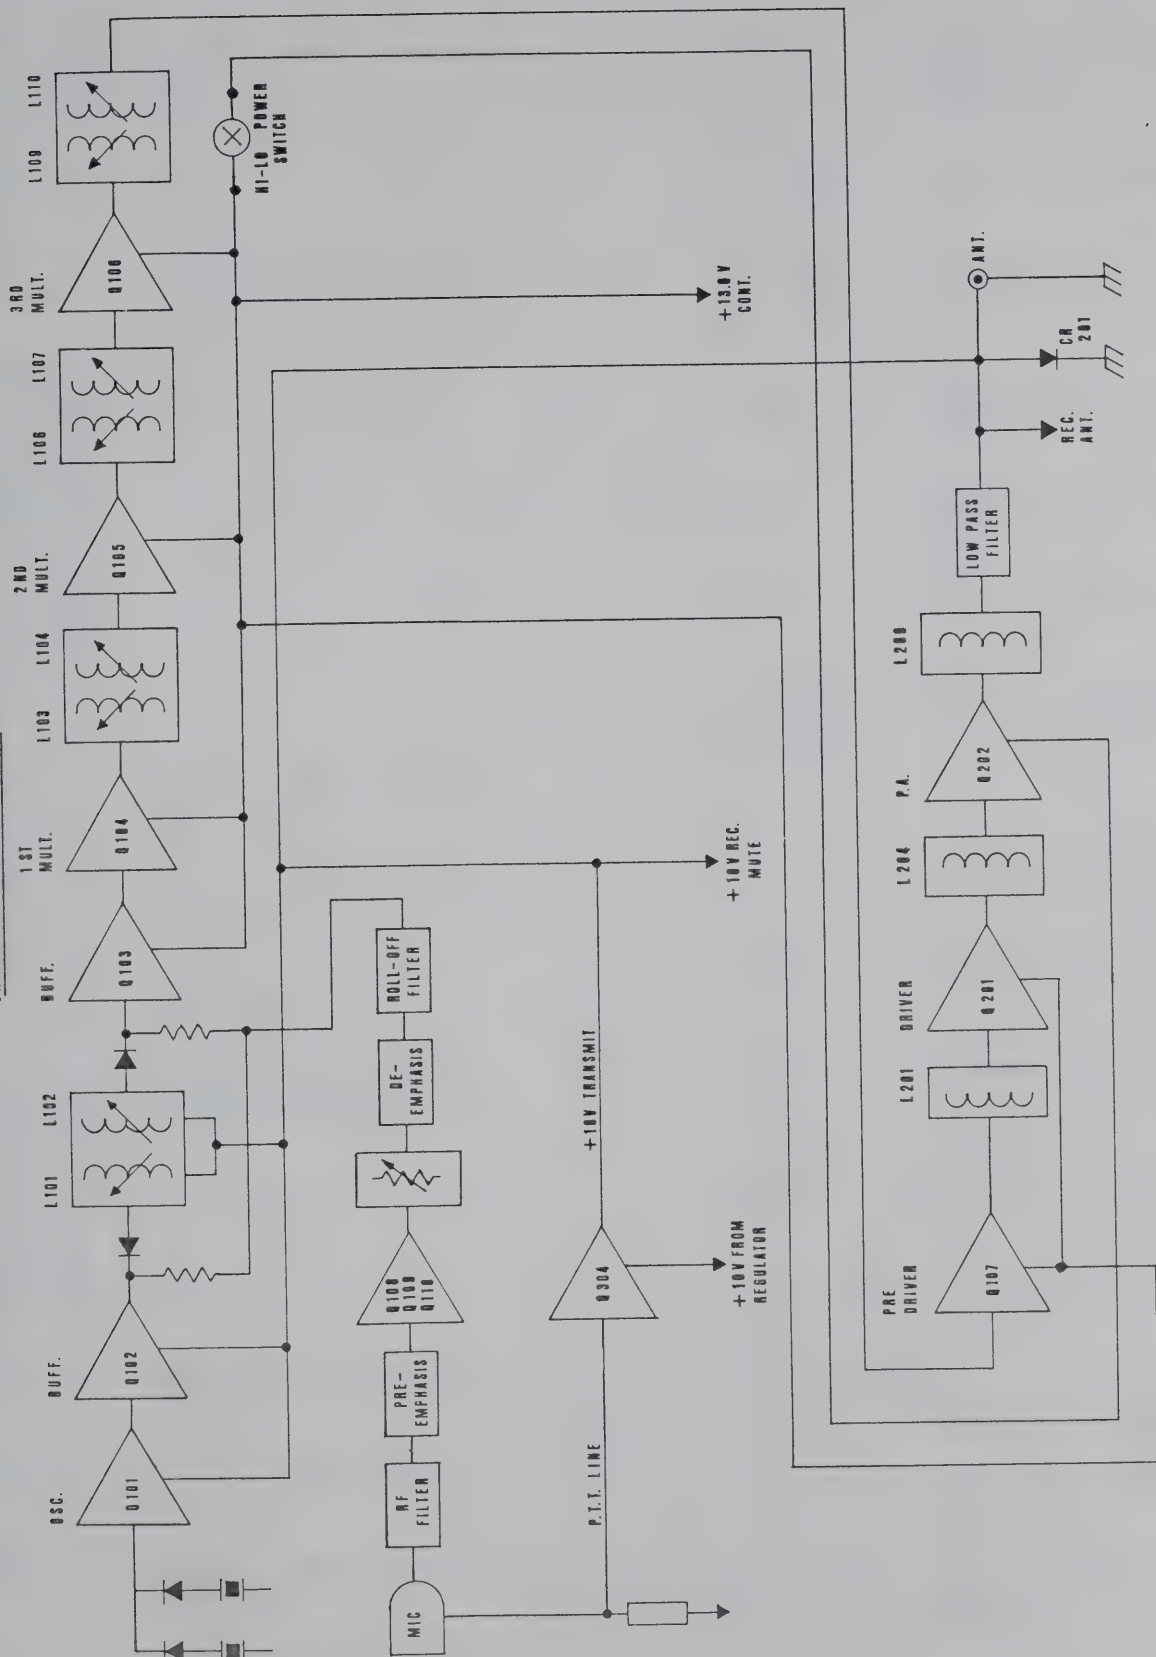 OSC.
Q101
BUFF.
Q102
L101 L102
BUFF.
Q103
1 ST
MULT.
Q104
L103 L104
2ND
MULT.
Q105
L106 L107
3RD
MULT.
Q106
L109 L110
HI-LO POWER
SWITCH
MIC
RF
FILTER
PRE-
EMPHASIS
Q108
Q109
Q110
DE-
EMPHASIS
ROLL-OFF
FILTER
P.T.T. LINE
Q304
+10V TRANSMIT
+10V FROM
REGULATOR
+10V REC.
MUTE
+13.8 V
CONT.
PRE
DRIVER
Q107
L201
DRIVER
Q201
L204
P.A.
Q202
LOW PASS
FILTER
REC.
ANT.
CR
201
ANT.